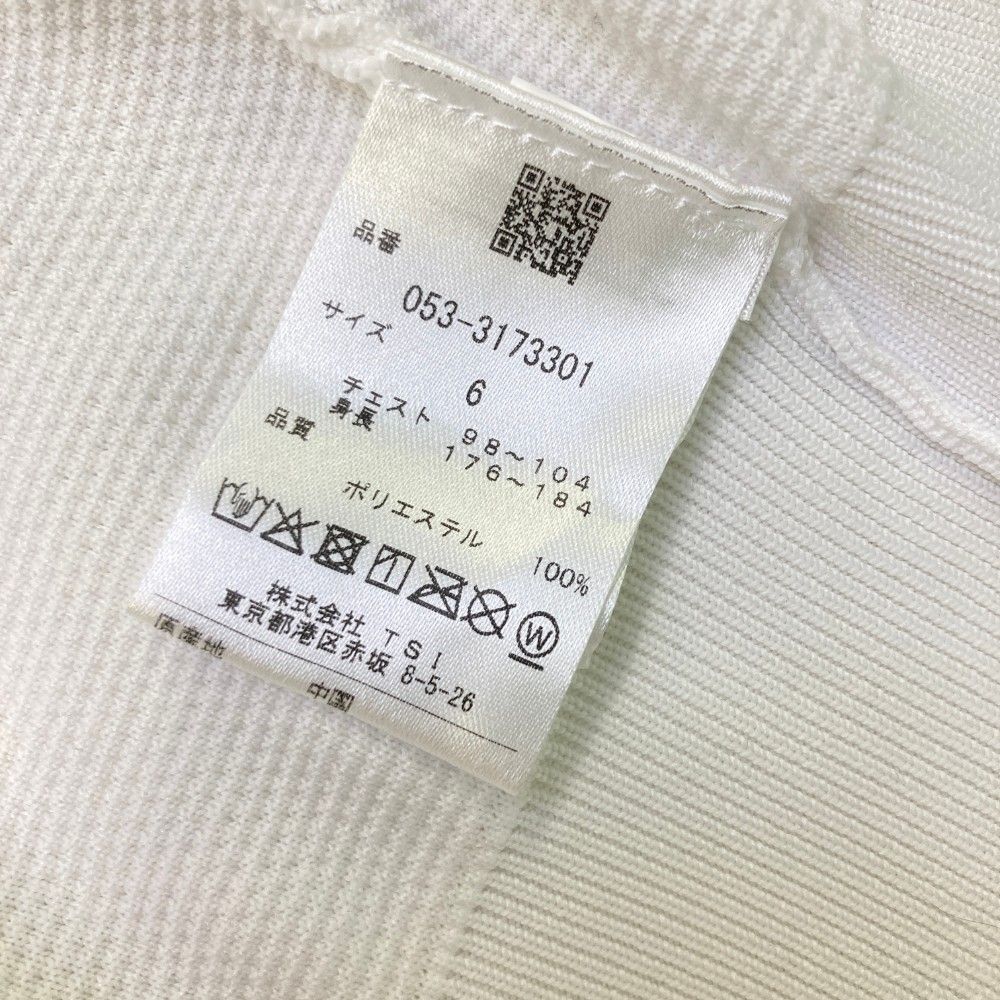 品番
053-3173301
サイズ
6
チェスト 98~104
身長 176~184
品質
ポリエステル 100%
W
株式会社 TSI
東京都港区赤坂 8-5-26
原産地
中国